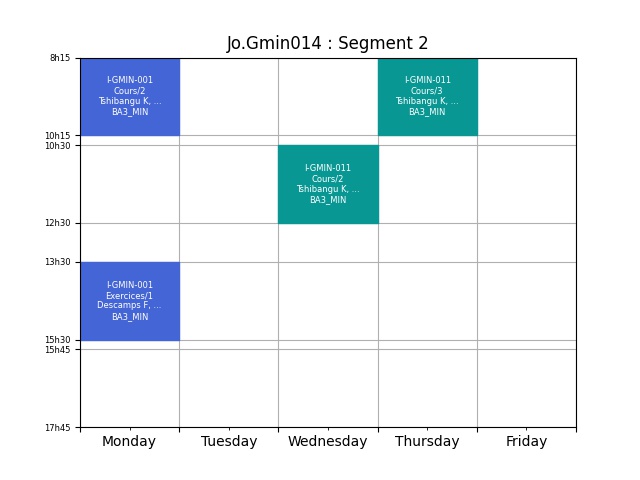 Jo.Gmin014 : Segment 2
8h15
I-GMIN-001
Cours/2
Tshibangu K, ...
BA3_MIN
I-GMIN-011
Cours/3
Tshibangu K, ...
BA3_MIN
10h15
10h30
I-GMIN-011
Cours/2
Tshibangu K, ...
BA3_MIN
12h30
13h30
I-GMIN-001
Exercices/1
Descamps F, ...
BA3_MIN
15h30
15h45
17h45
Monday Tuesday Wednesday Thursday Friday